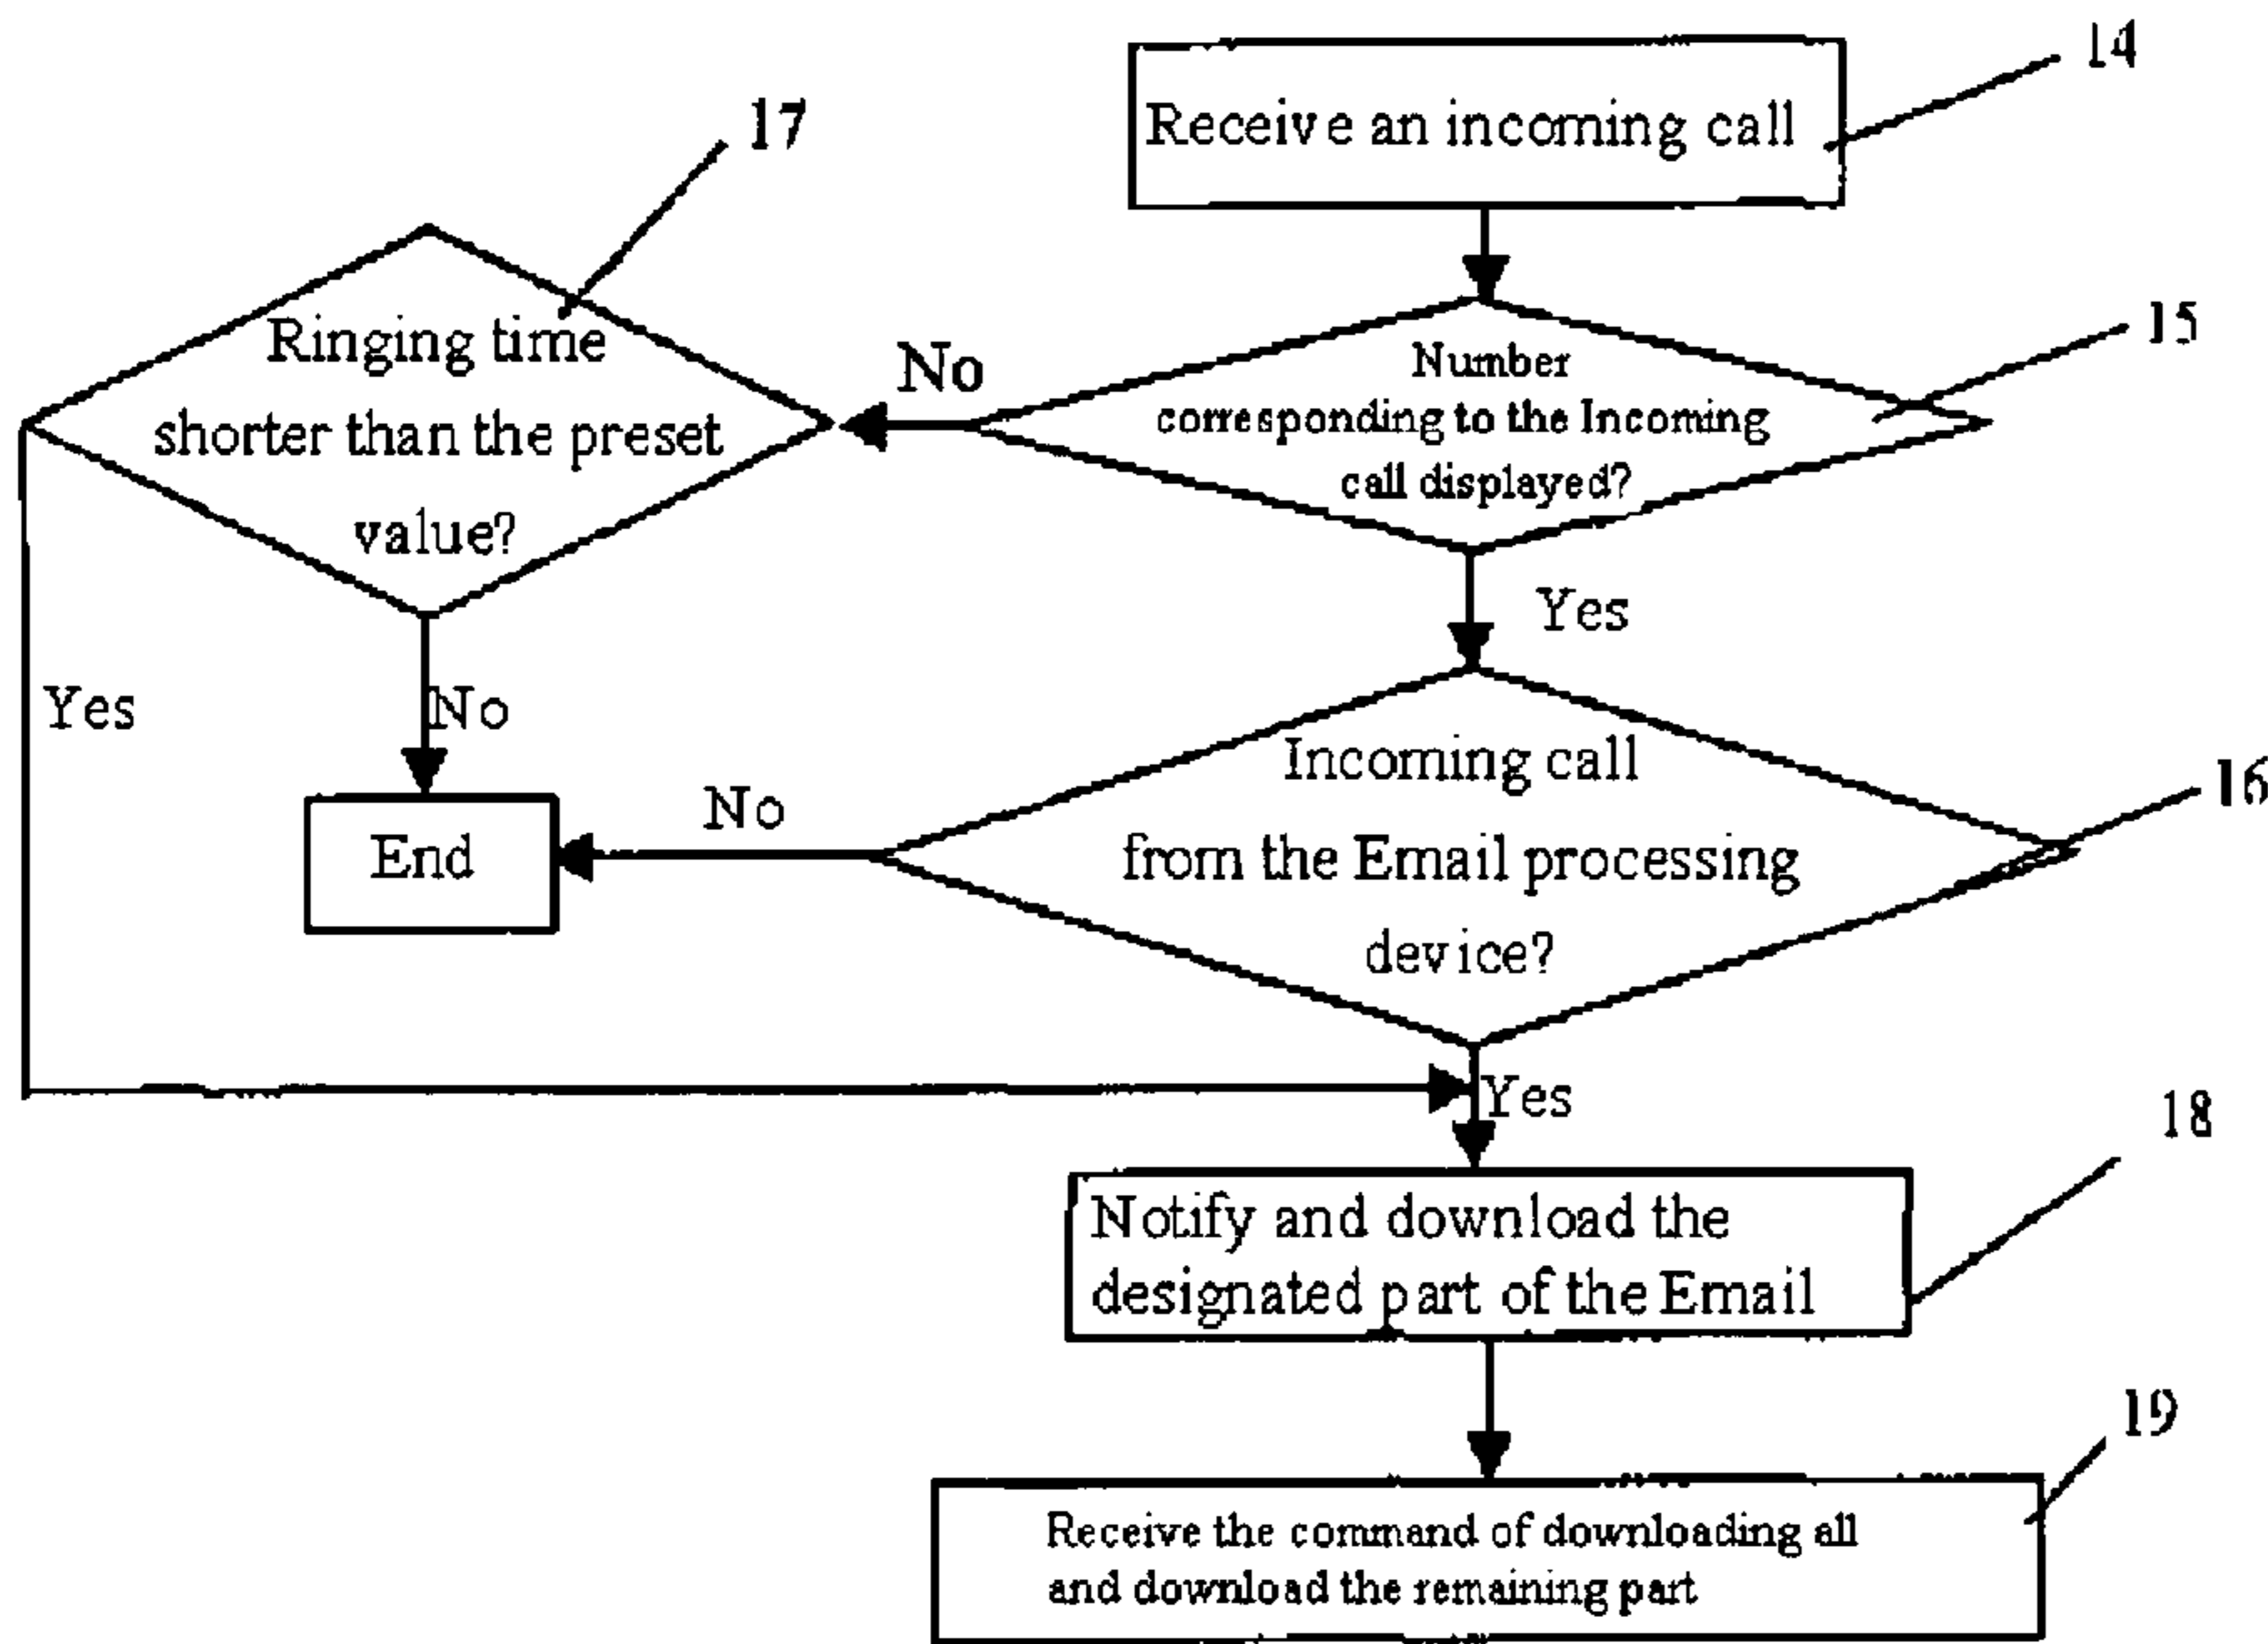 14
Receive an incoming call
17
15
Ringing time
shorter than the preset
value?
No
Number
corresponding to the Incoming
call displayed?
Yes
Yes
No
16
Incoming call
from the Email processing
device?
No
End
Yes
18
Notify and download the
designated part of the Email
19
Receive the command of downloading all
and download the remaining part